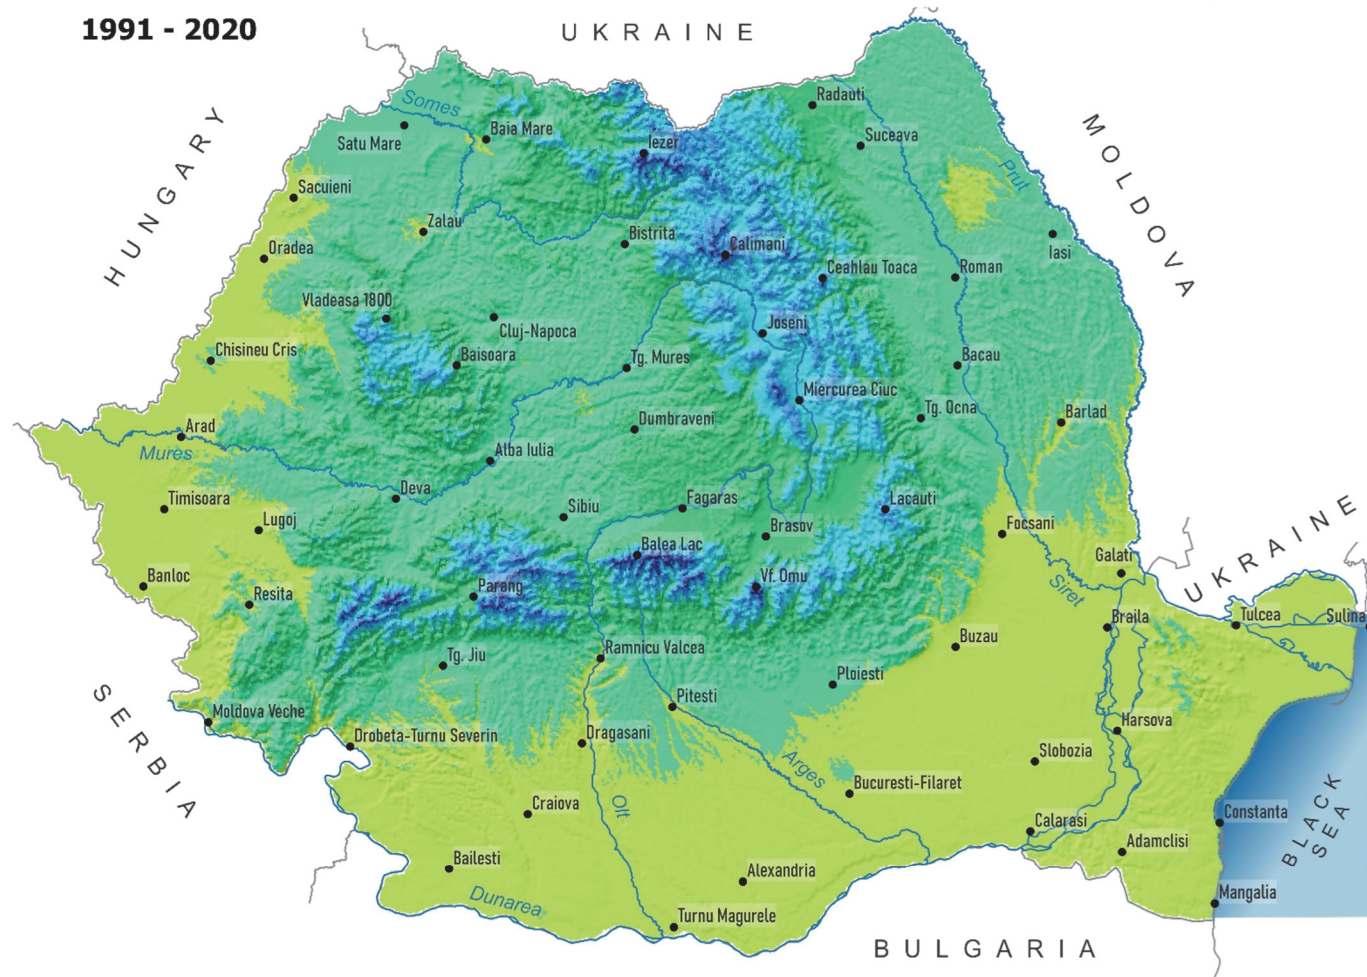 1991 - 2020
UKRAINE
HUNGARY
MOLDOVA
UKRAINE
SERBIA
BULGARIA
BLACK
SEA
Somes
Prut
Mures
Siret
Arges
Olt
Dunarea
Radauti
Satu Mare
Baia Mare
Iezer
Suceava
Sacuieni
Zalau
Oradea
Bistrita
Calimani
Ceahlau Toaca
Roman
Iasi
Vladeasa 1800
Cluj-Napoca
Joseni
Chisineu Cris
Baisoara
Tg. Mures
Bacau
Miercurea Ciuc
Arad
Dumbraveni
Tg. Ocna
Barlad
Alba Iulia
Timisoara
Deva
Sibiu
Fagaras
Lacauti
Lugoj
Brasov
Focsani
Balea Lac
Galati
Banloc
Resita
Parang
Vf. Omu
Braila
Tulcea
Sulina
Buzau
Tg. Jiu
Ramnicu Valcea
Ploiesti
Moldova Veche
Pitesti
Harsova
Drobeta-Turnu Severin
Dragasani
Slobozia
Bucuresti-Filaret
Craiova
Calarasi
Constanta
Adamclisi
Bailesti
Alexandria
Mangalia
Turnu Magurele